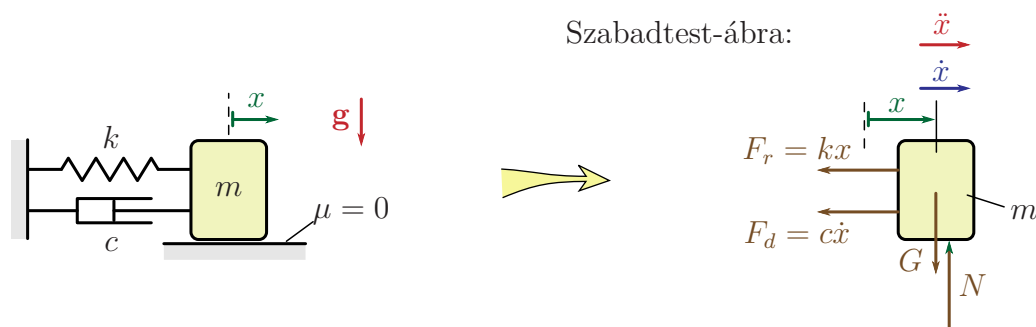 Szabadtest-ábra:
ẍ
ẋ
x
g
x
k
m
F_r = kx
μ = 0
c
F_d = cẋ
m
G
N